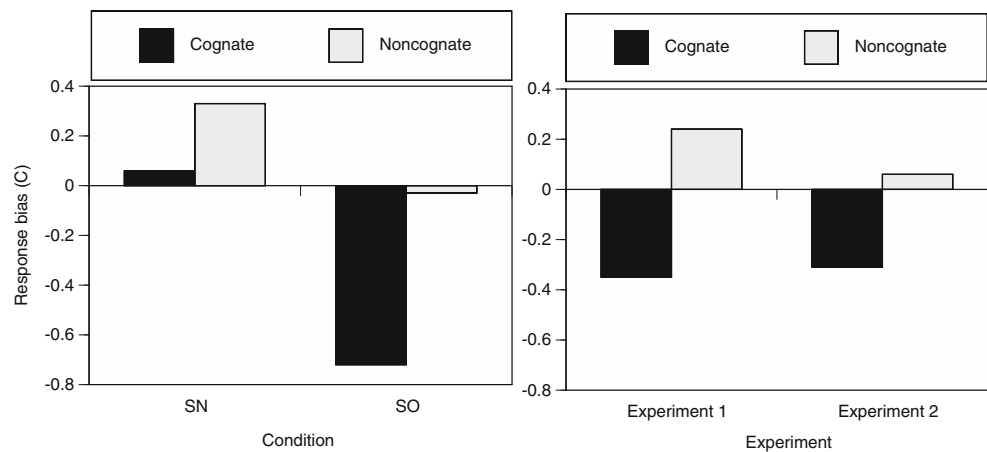 Cognate Noncognate
Response bias (C)
0.4
0.2
0
-0.2
-0.4
-0.6
-0.8
SN SO
Condition
Cognate Noncognate
0.4
0.2
0
-0.2
-0.4
-0.6
-0.8
Experiment 1 Experiment 2
Experiment